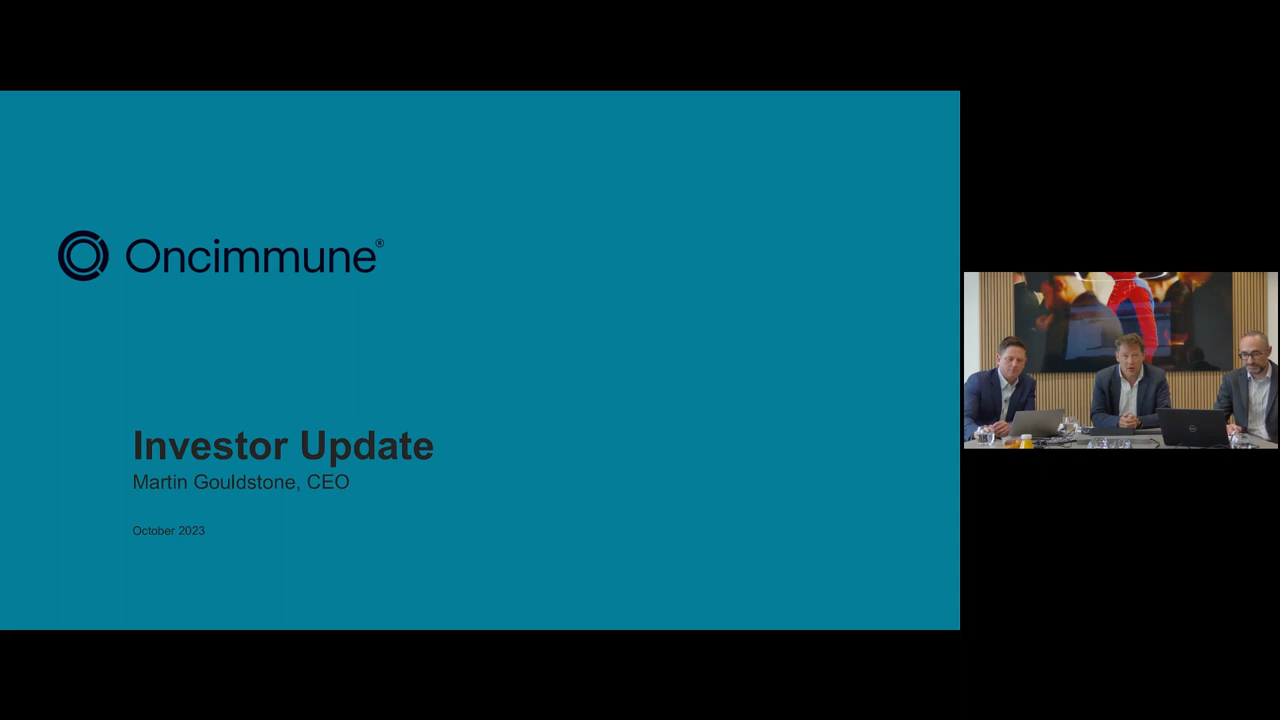 Oncimmune®
Investor Update
Martin Gouldstone, CEO
October 2023